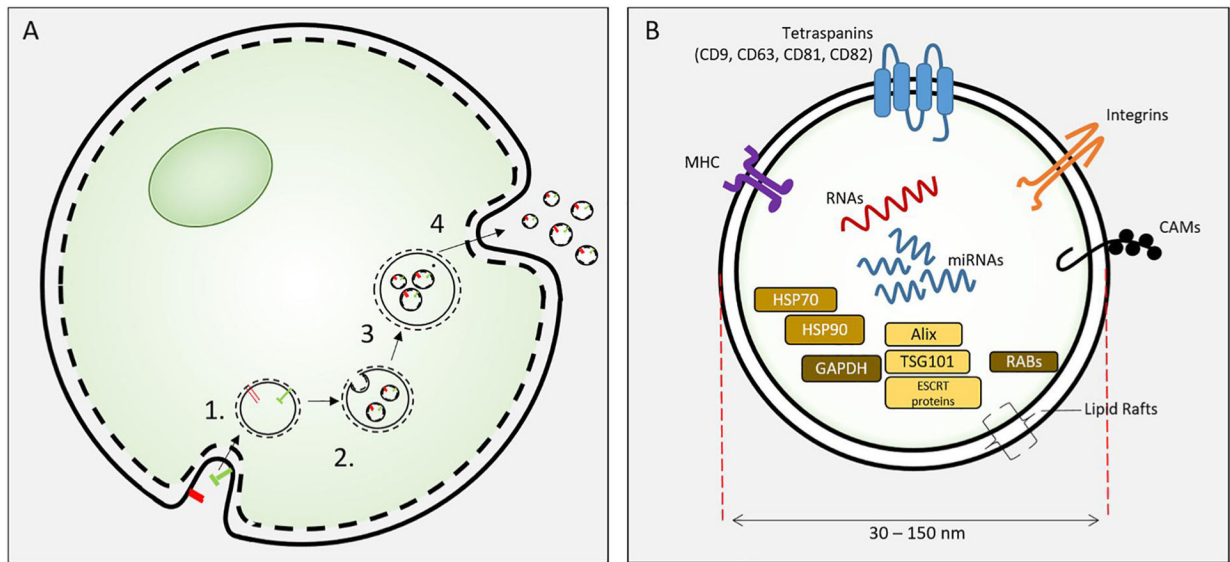 A
1.
2.
3
4
B
Tetraspanins
(CD9, CD63, CD81, CD82)
Integrins
MHC
RNAs
CAMs
miRNAs
HSP70
HSP90
Alix
GAPDH
TSG101
RABs
ESCRT
proteins
Lipid Rafts
30 – 150 nm